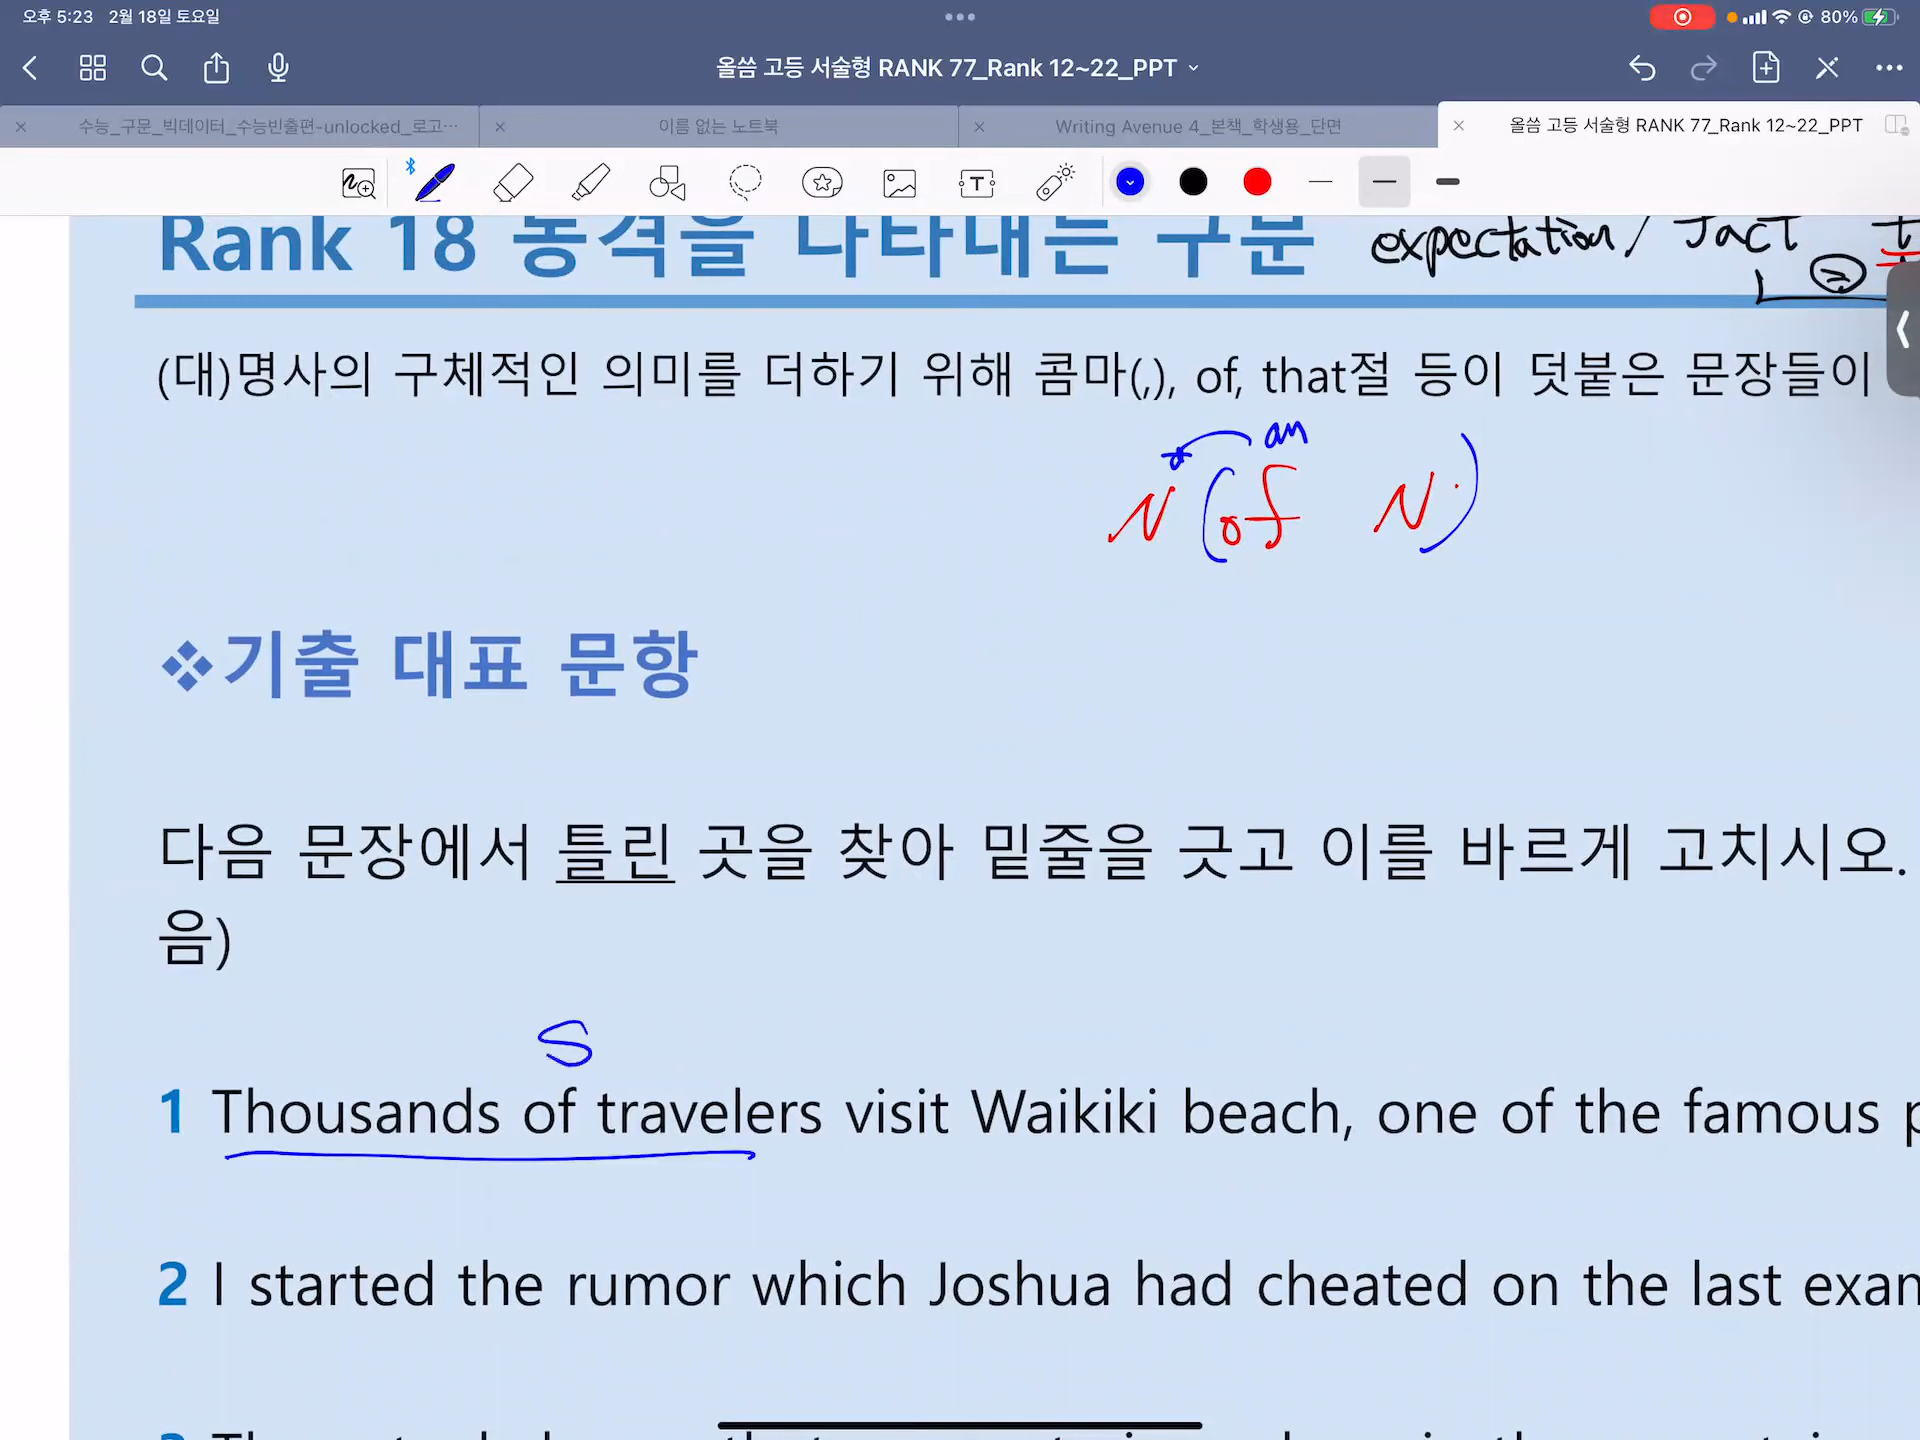 오후 5:23 2월 18일 토요일 80%
올씀 고등 서술형 RANK 77_Rank 12~22_PPT
수능_구문_빅데이터_수능빈출편-unlocked_로고… 이름 없는 노트북 Writing Avenue 4_본책_학생용_단면 올씀 고등 서술형 RANK 77_Rank 12~22_PPT
Rank 18 동격을 나타내는 구문 expectation / fact
(대)명사의 구체적인 의미를 더하기 위해 콤마(,), of, that절 등이 덧붙은 문장들이
an
N (of N)
❖기출 대표 문항
다음 문장에서 틀린 곳을 찾아 밑줄을 긋고 이를 바르게 고치시오.
음)
S
1 Thousands of travelers visit Waikiki beach, one of the famous
2 I started the rumor which Joshua had cheated on the last exam